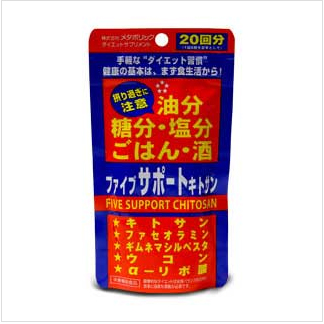 株式会社 メタボリック
ダイエットサプリメント
20回分
手軽な"ダイエット習慣"
健康の基本は、まず食生活から!
摂り過ぎに
注意
油分
糖分・塩分
ごはん・酒
ファイブサポートキトサン
FIVE SUPPORT CHITOSAN
★キトサン
★ファセオラミン
★ギムネマシルベスタ
★ウコン
★α-リポ酸